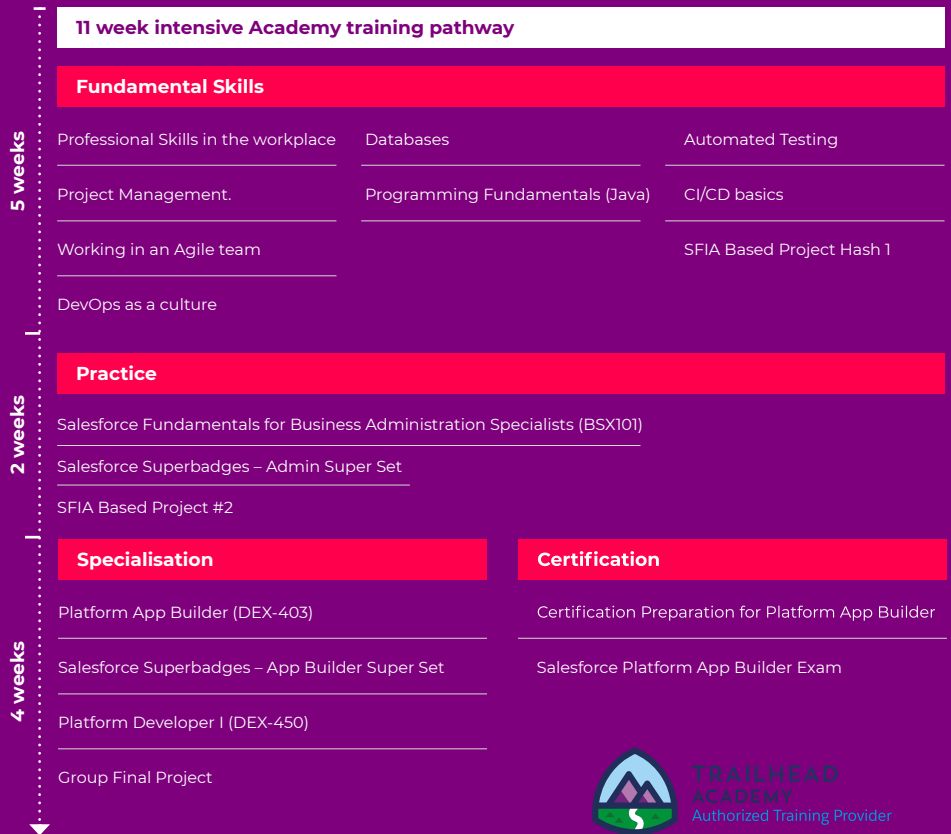 11 week intensive Academy training pathway
5 weeks
Fundamental Skills
Professional Skills in the workplace
Project Management.
Working in an Agile team
DevOps as a culture
Databases
Programming Fundamentals (Java)
Automated Testing
CI/CD basics
SFIA Based Project Hash 1
2 weeks
Practice
Salesforce Fundamentals for Business Administration Specialists (BSX101)
Salesforce Superbadges – Admin Super Set
SFIA Based Project #2
4 weeks
Specialisation
Platform App Builder (DEX-403)
Salesforce Superbadges – App Builder Super Set
Platform Developer I (DEX-450)
Group Final Project
Certification
Certification Preparation for Platform App Builder
Salesforce Platform App Builder Exam
TRAILHEAD
ACADEMY
Authorized Training Provider